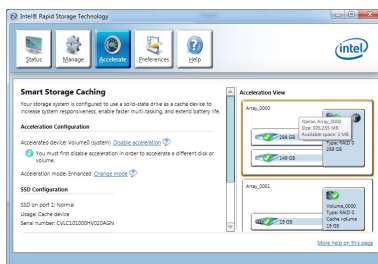 Intel® Rapid Storage Technology
Status
Manage
Accelerate
Preferences
Help
intel
Smart Storage Caching
Your storage system is configured to use a solid-state drive as a cache device to
increase system responsiveness, enable faster multi-tasking, and extend battery life.
Acceleration Configuration
Accelerated device: Volume0 (system) Disable acceleration
You must first disable acceleration in order to accelerate a different disk or
volume.
Acceleration mode: Enhanced Change mode
SSD Configuration
SSD on port 1: Normal
Usage: Cache device
Serial number: CVLC101000HV020AGN
Acceleration View
Array_0000
Name: Array_0000
Size: 305,255 MB
Available space: 3 MB
298 GB
Type: RAID 0
298 GB
149 GB
Array_0001
Volume_0000
Type: RAID 0
Cache volume
19 GB
19 GB
More help on this page